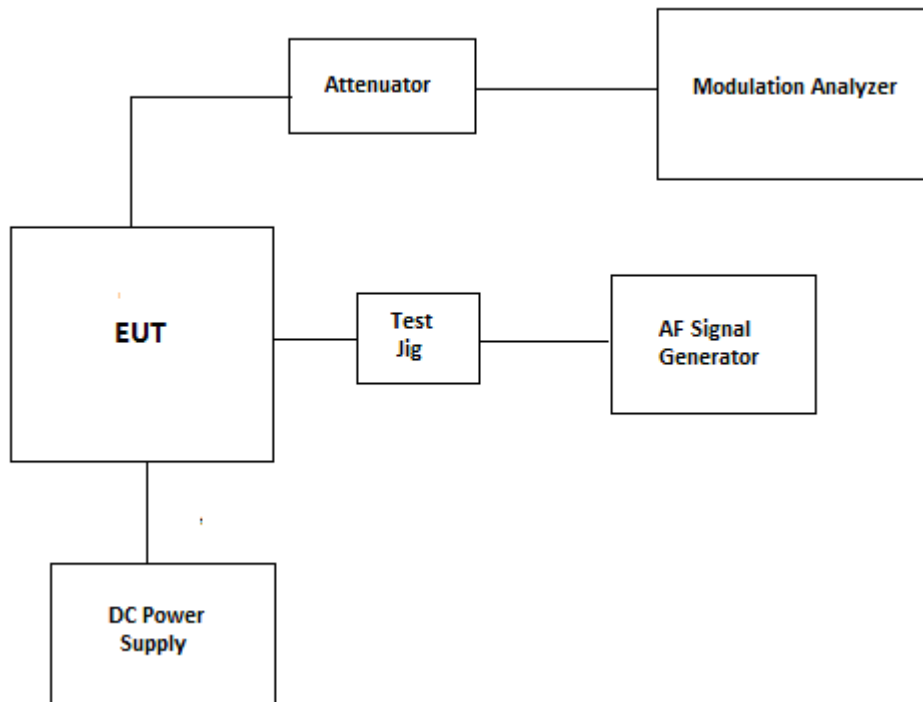 Attenuator
Modulation Analyzer
EUT
Test
Jig
AF Signal
Generator
DC Power
Supply